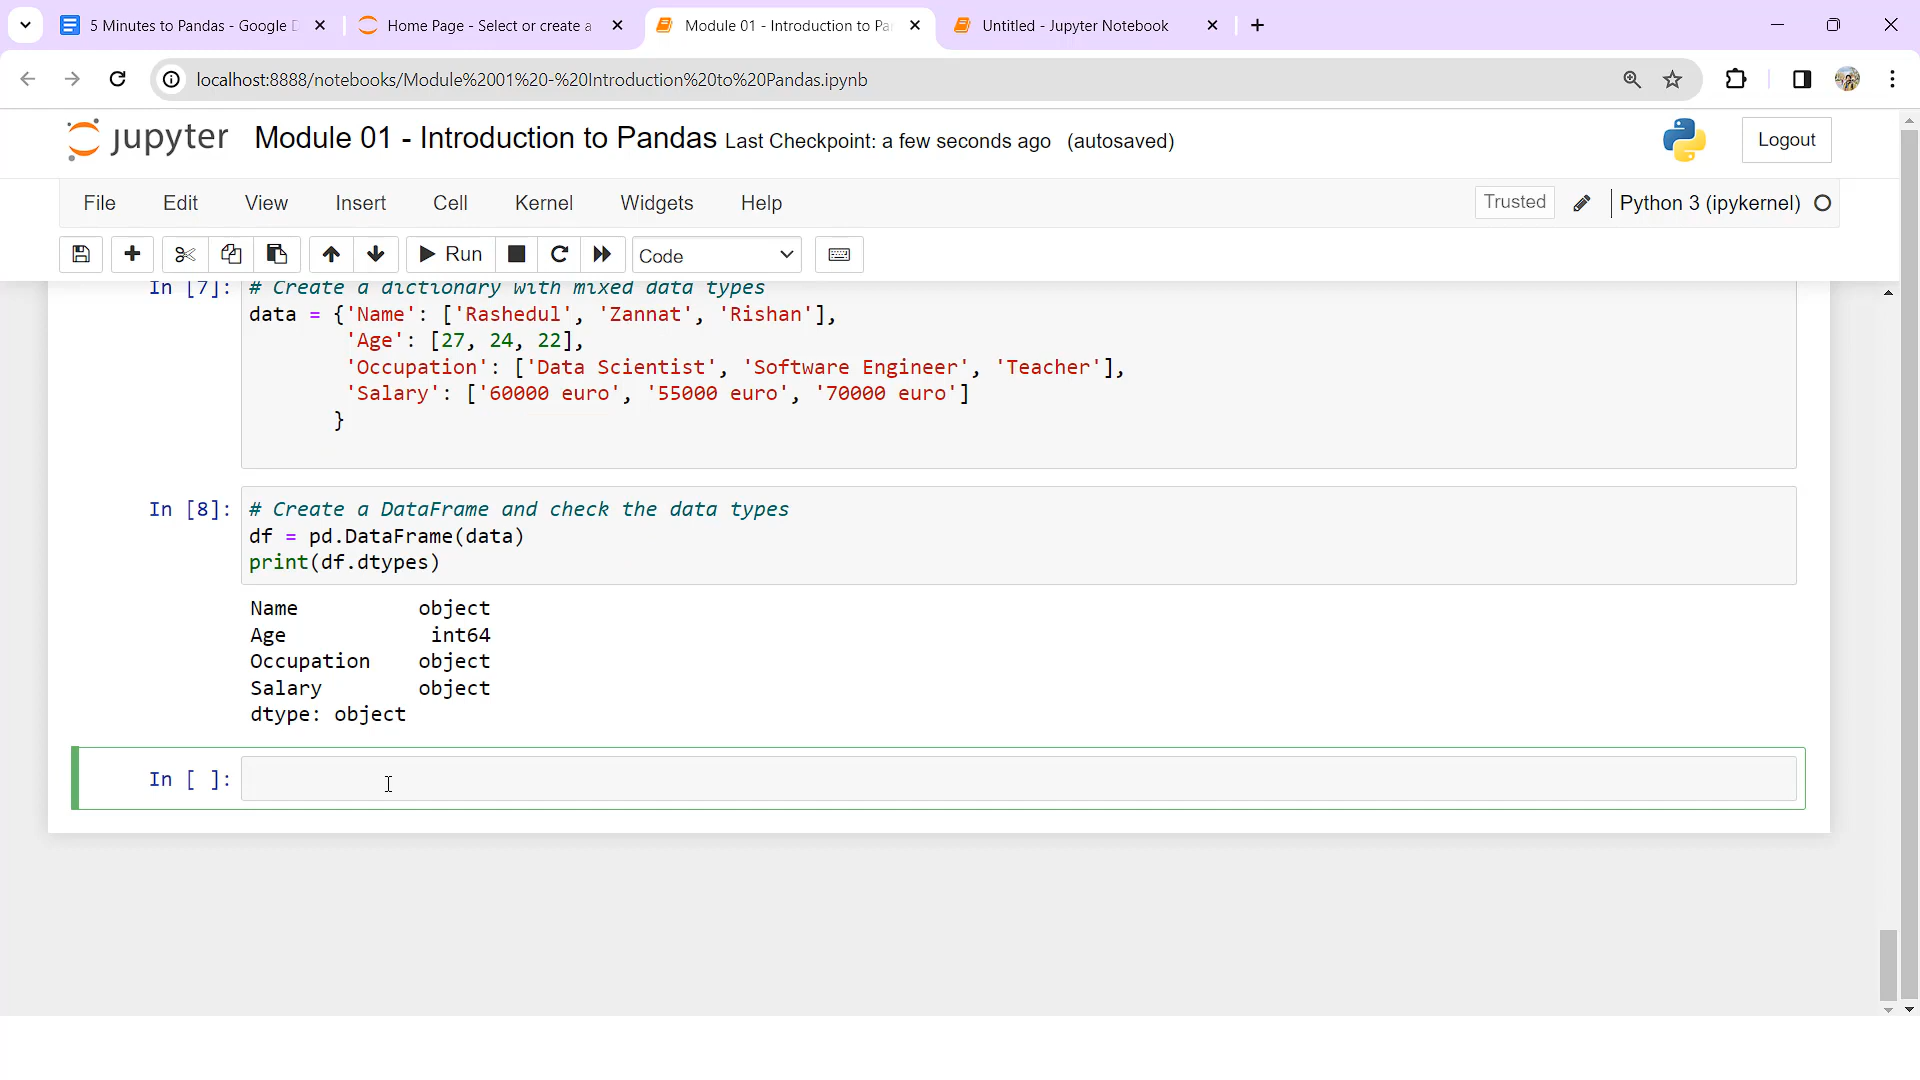 5 Minutes to Pandas - Google D
Home Page - Select or create a
Module 01 - Introduction to Pan
Untitled - Jupyter Notebook
localhost:8888/notebooks/Module%2001%20-%20Introduction%20to%20Pandas.ipynb
jupyter Module 01 - Introduction to Pandas Last Checkpoint: a few seconds ago (autosaved)
Logout
File Edit View Insert Cell Kernel Widgets Help
Trusted
Python 3 (ipykernel)
Run
Code
In [7]: # Create a dictionary with mixed data types
data = {'Name': ['Rashedul', 'Zannat', 'Rishan'],
'Age': [27, 24, 22],
'Occupation': ['Data Scientist', 'Software Engineer', 'Teacher'],
'Salary': ['60000 euro', '55000 euro', '70000 euro']
}
In [8]: # Create a DataFrame and check the data types
df = pd.DataFrame(data)
print(df.dtypes)
Name object
Age int64
Occupation object
Salary object
dtype: object
In [ ]: